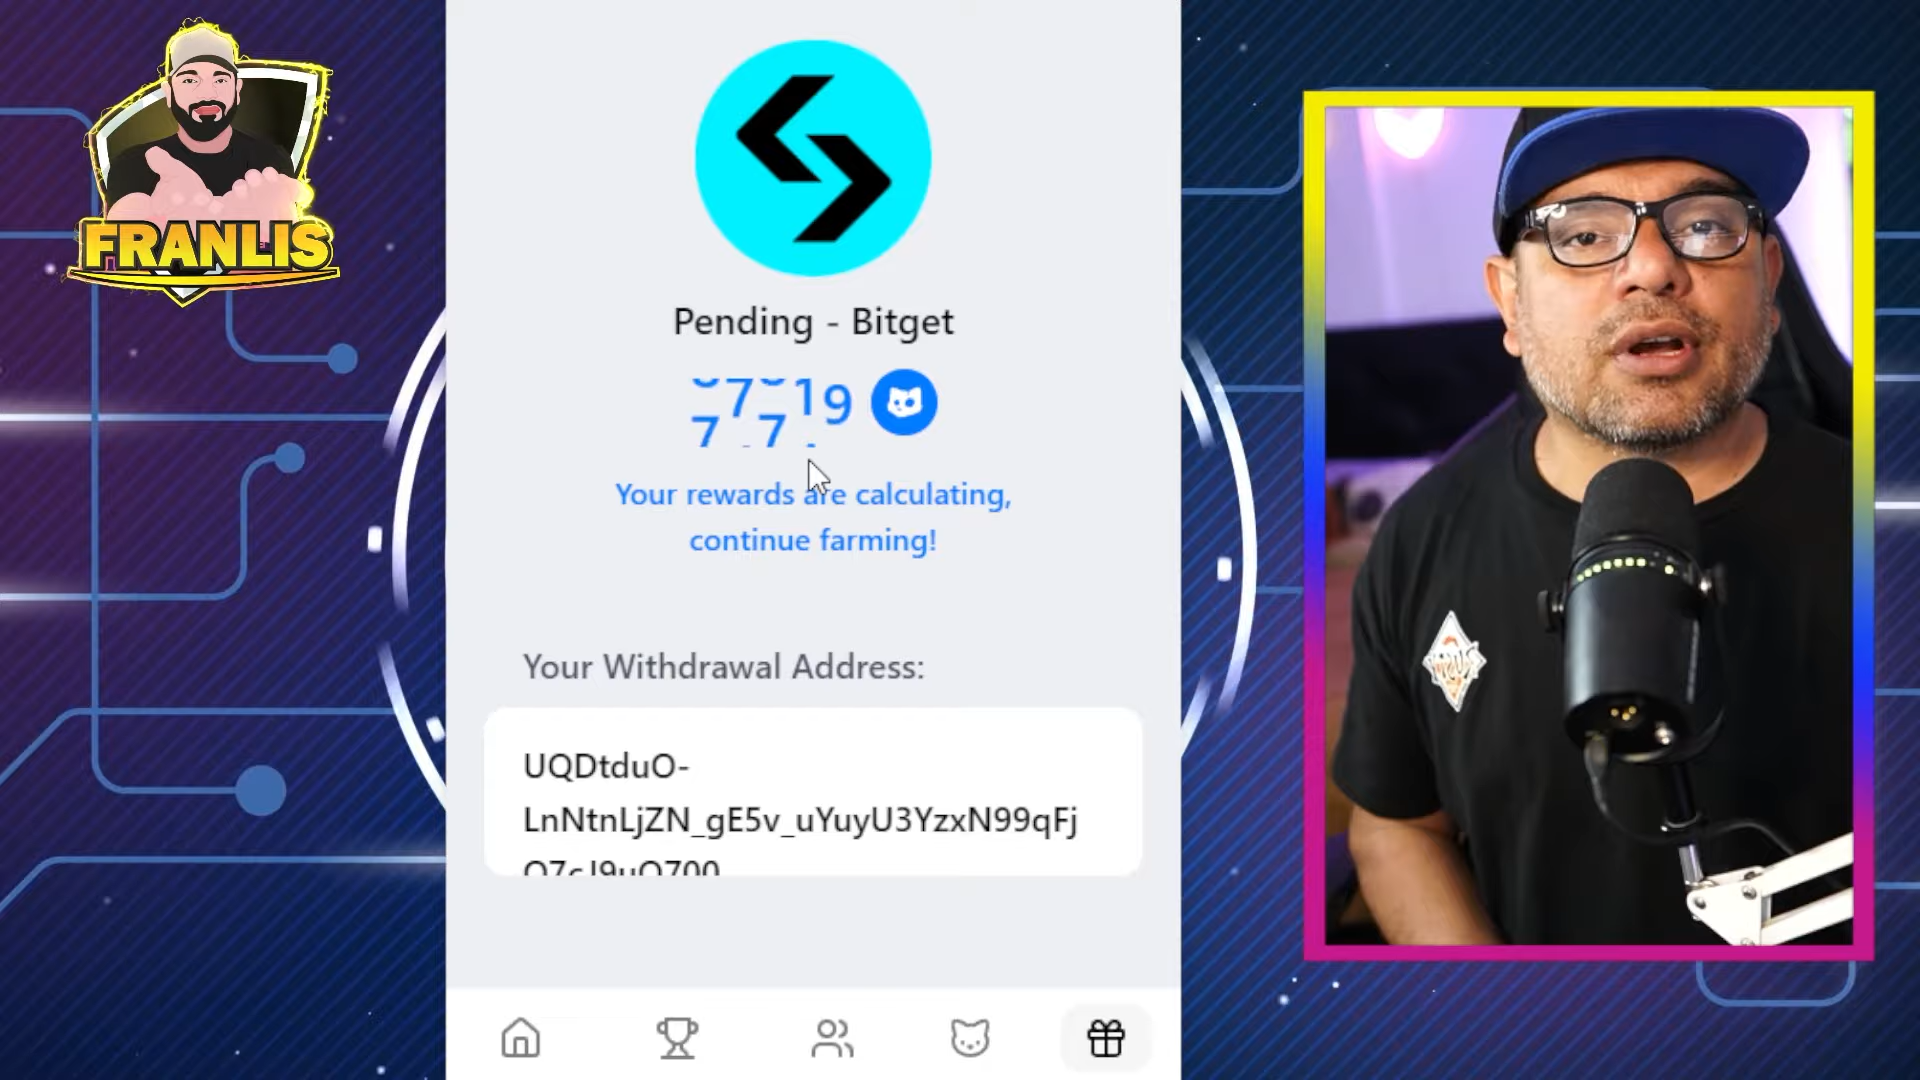 FRANLIS
Pending - Bitget
Your rewards are calculating,
continue farming!
Your Withdrawal Address:
UQDtduO-
LnNtnLjZN_gE5v_uYuyU3YzxN99qFj